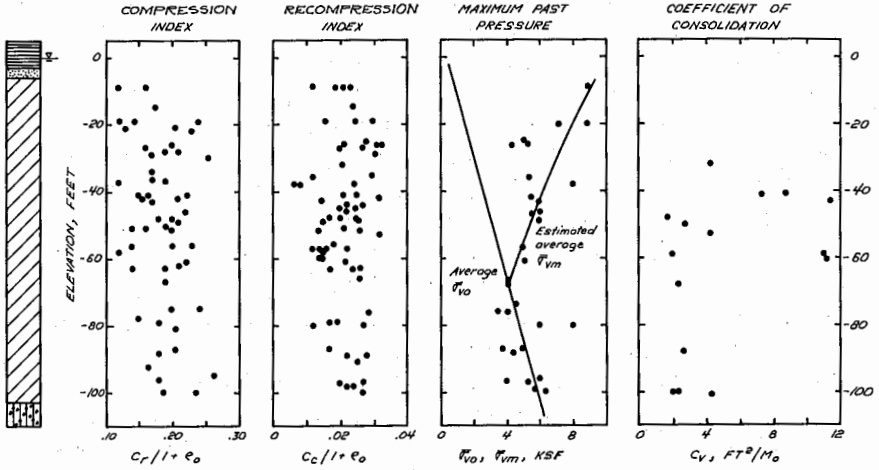 COMPRESSION INDEX
RECOMPRESSION INDEX
MAXIMUM PAST PRESSURE
COEFFICIENT OF CONSOLIDATION
ELEVATION, FEET
0
-20
-40
-60
-80
-100
Average σ̄vo
Estimated average σ̄vm
0
-20
-40
-60
-80
-100
.10 .20 .30
0 .02 .04
0 4 8
0 4 8 12
Cr/1+eo
Cc/1+eo
σ̄vo, σ̄vm, KSF
Cv, FT²/Mo